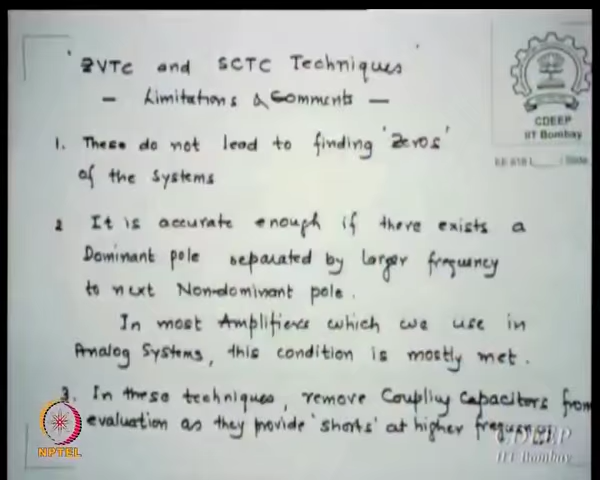 'ZVTC and SCTC Techniques'
- Limitations & Comments -
1. These do not lead to finding 'Zeros'
of the systems
2 It is accurate enough if there exists a
Dominant pole separated by larger frequency
to next Non-dominant pole.
In most Amplifiers which we use in
Analog Systems, this condition is mostly met.
3. In these techniques, remove Coupling Capacitors from
evaluation as they provide 'shorts' at higher frequency
CDEEP
IIT Bombay
NPTEL
CDEEP
IIT Bombay